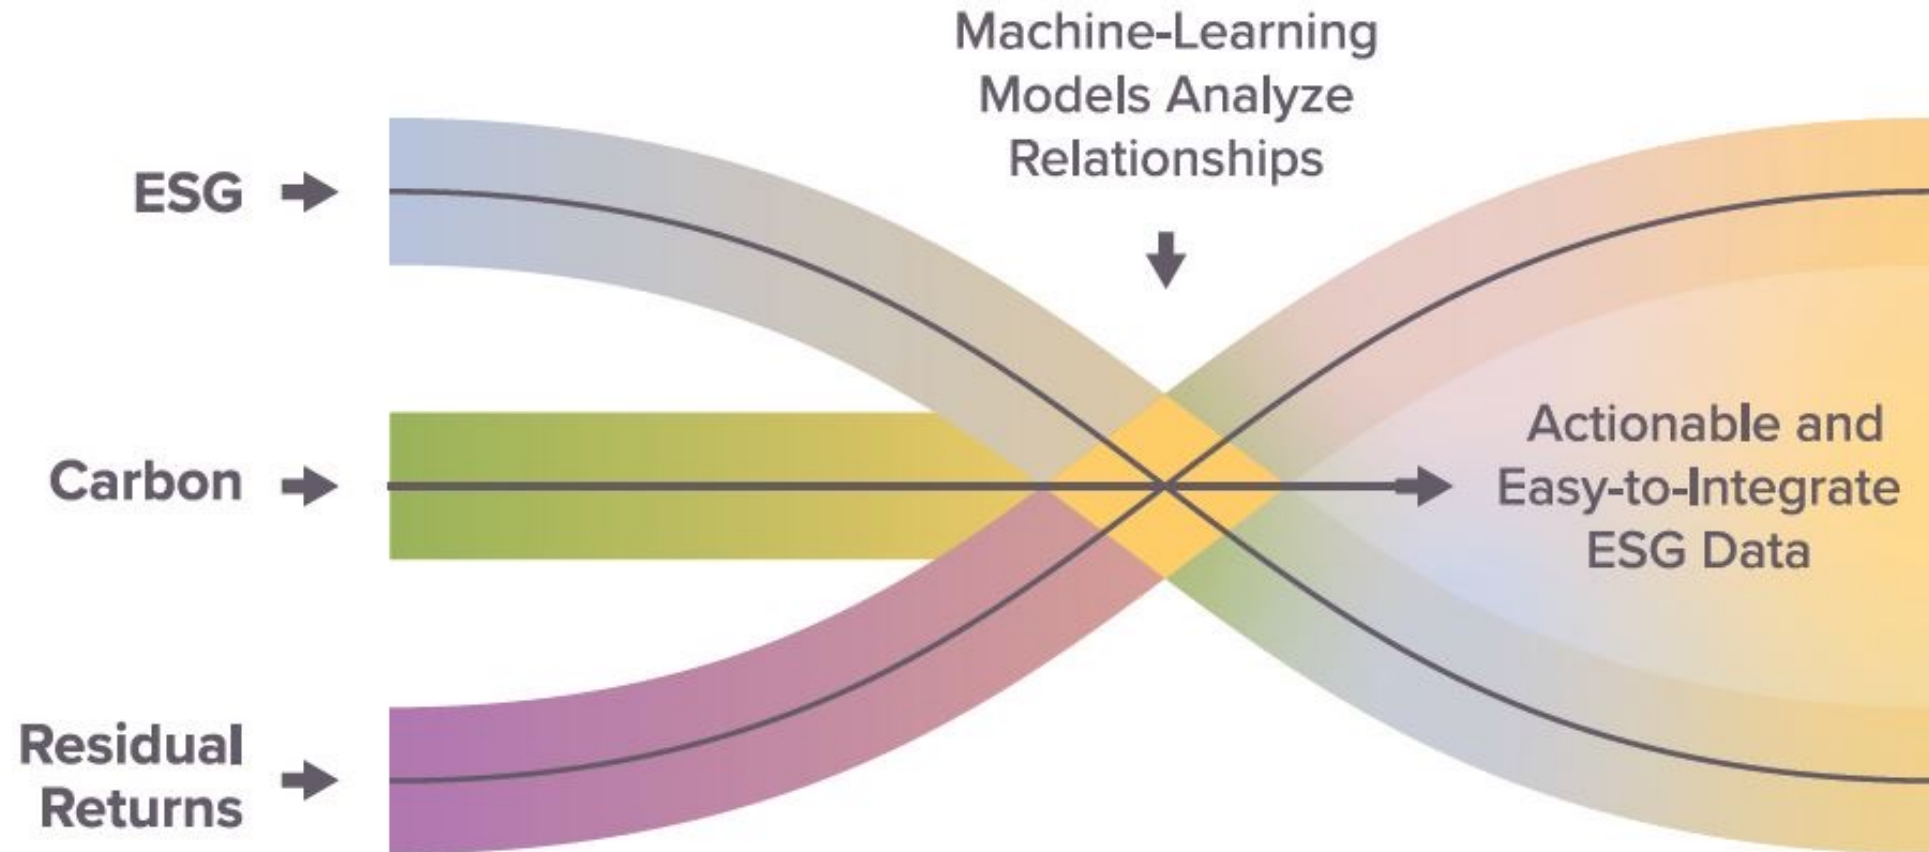 Machine-Learning
Models Analyze
Relationships
ESG
Carbon
Actionable and
Easy-to-Integrate
ESG Data
Residual
Returns